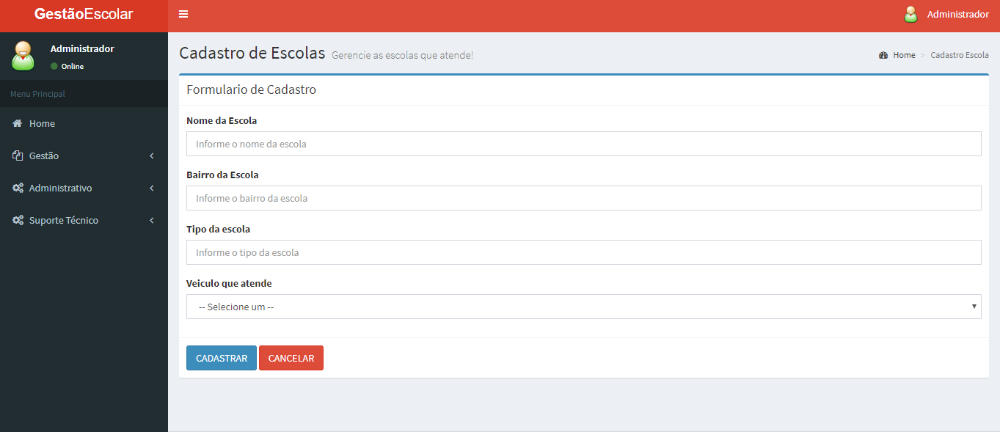 GestãoEscolar
Administrador
Administrador
Online
Menu Principal
Home
Gestão
Administrativo
Suporte Técnico
Cadastro de Escolas Gerencie as escolas que atende!
Home > Cadastro Escola
Formulario de Cadastro
Nome da Escola
Informe o nome da escola
Bairro da Escola
Informe o bairro da escola
Tipo da escola
Informe o tipo da escola
Veiculo que atende
-- Selecione um --
CADASTRAR CANCELAR